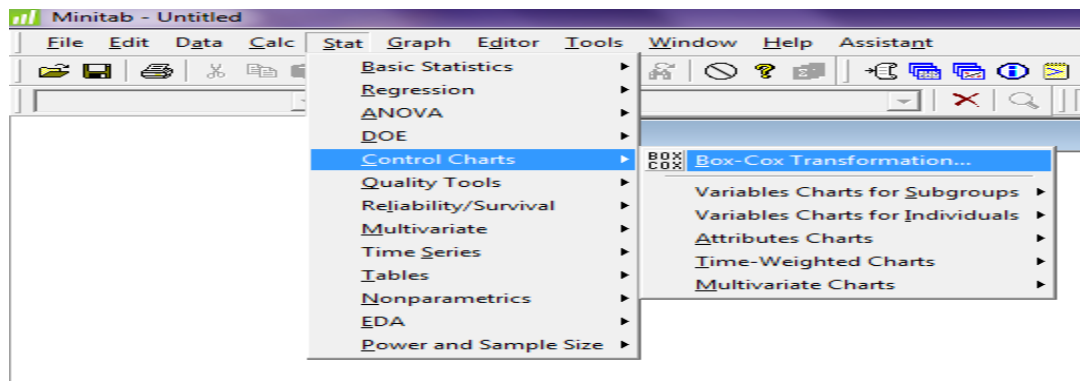 Minitab - Untitled
File Edit Data Calc Stat Graph Editor Tools Window Help Assistant
Basic Statistics
Regression
ANOVA
DOE
Control Charts
BOX COX Box-Cox Transformation...
Quality Tools
Variables Charts for Subgroups
Reliability/Survival
Variables Charts for Individuals
Multivariate
Attributes Charts
Time Series
Time-Weighted Charts
Tables
Multivariate Charts
Nonparametrics
EDA
Power and Sample Size